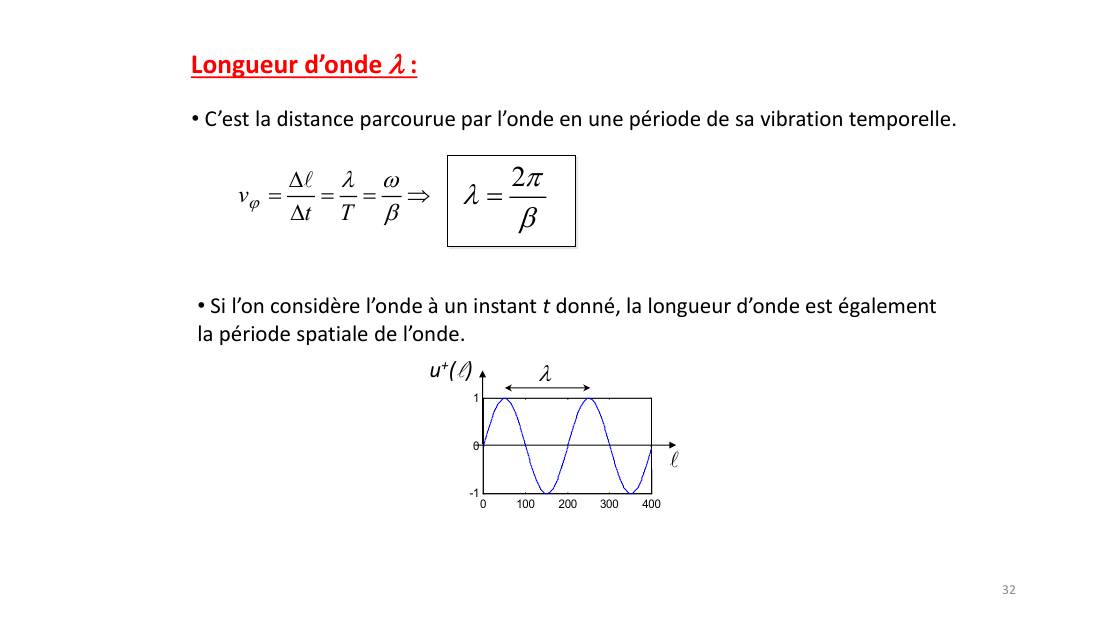 Longueur d’onde λ :
• C’est la distance parcourue par l’onde en une période de sa vibration temporelle.
v_φ = Δℓ/Δt = λ/T = ω/β ⇒ λ = 2π/β
• Si l’on considère l’onde à un instant t donné, la longueur d’onde est également
la période spatiale de l’onde.
u⁺(ℓ)
λ
1
0
-1
ℓ
0 100 200 300 400
32